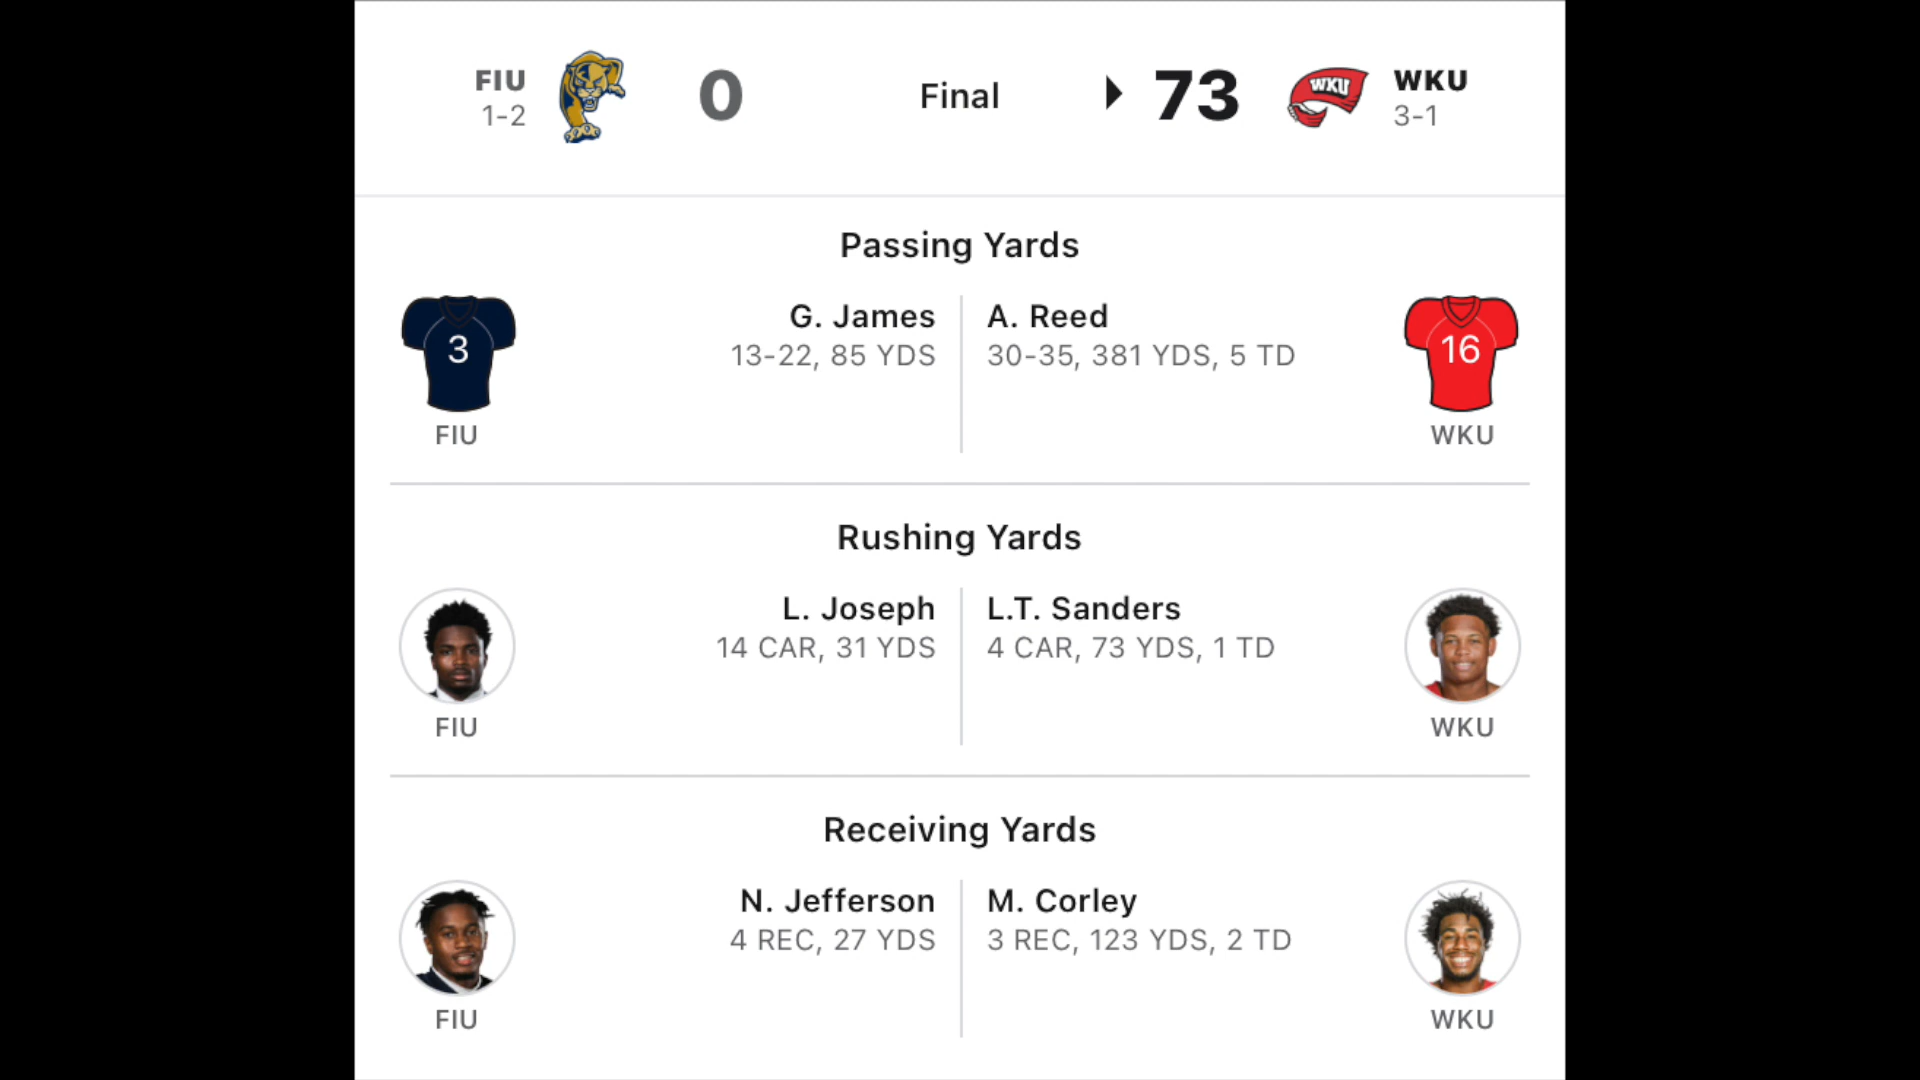 FIU
1-2
0
Final
73
WKU
WKU
3-1
Passing Yards
3
FIU
G. James
13-22, 85 YDS
A. Reed
30-35, 381 YDS, 5 TD
16
WKU
Rushing Yards
FIU
L. Joseph
14 CAR, 31 YDS
L.T. Sanders
4 CAR, 73 YDS, 1 TD
WKU
Receiving Yards
FIU
N. Jefferson
4 REC, 27 YDS
M. Corley
3 REC, 123 YDS, 2 TD
WKU